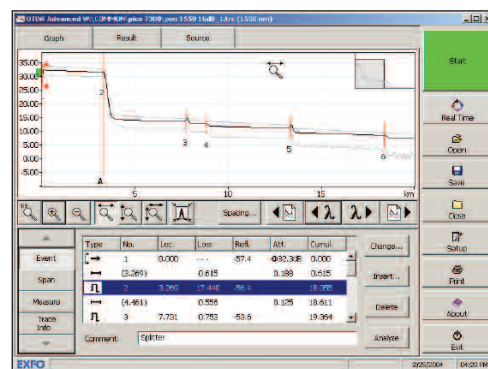 OTDR Advanced V:\COMMUN\pico 7300\pon 1550 16dB_1.trc (1550 nm)
Graph Result Source
35.00
30.00
25.00
20.00
15.00
10.00
5.00
0.00
-5.00
2
3
4
5
6
A
5 10 15 km
Spacing...
λ λ
A
Event
Span
Measure
Trace Info
Type No. Loc. Loss Refl. Att. Cumul.
1 0.000 --- -57.4 0.000
(3.269) 0.615 0.188 0.615
2 3.269 17.440 -56.4 18.055
(4.461) 0.556 0.125 18.611
3 7.731 0.753 -53.6 19.364
Comment: Splitter
Change...
Insert...
Delete
Analyze
Start
Real Time
Open
Save
Close
Setup
Print
About
Exit
EXFO
2/25/2004 04:20 PM